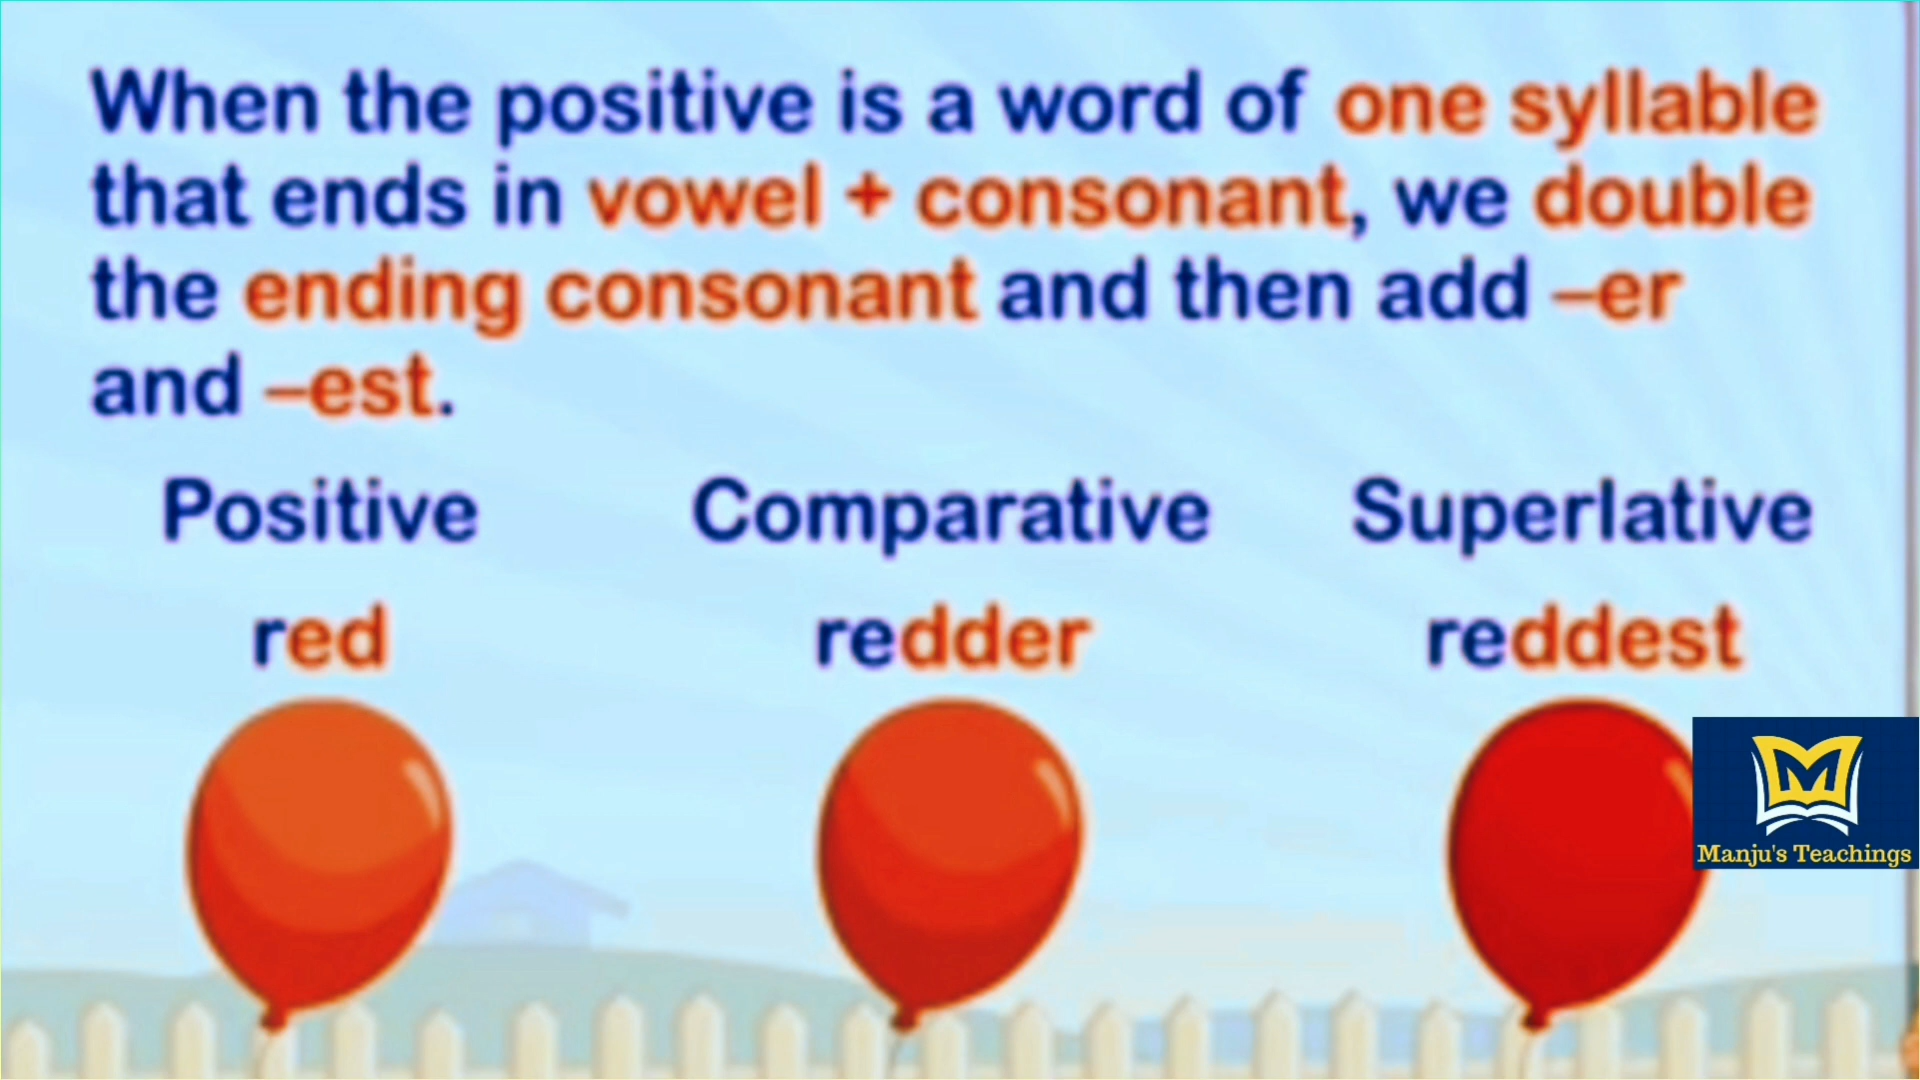 When the positive is a word of one syllable
that ends in vowel + consonant, we double
the ending consonant and then add –er
and –est.
Positive Comparative Superlative
red redder reddest
M
Manju's Teachings